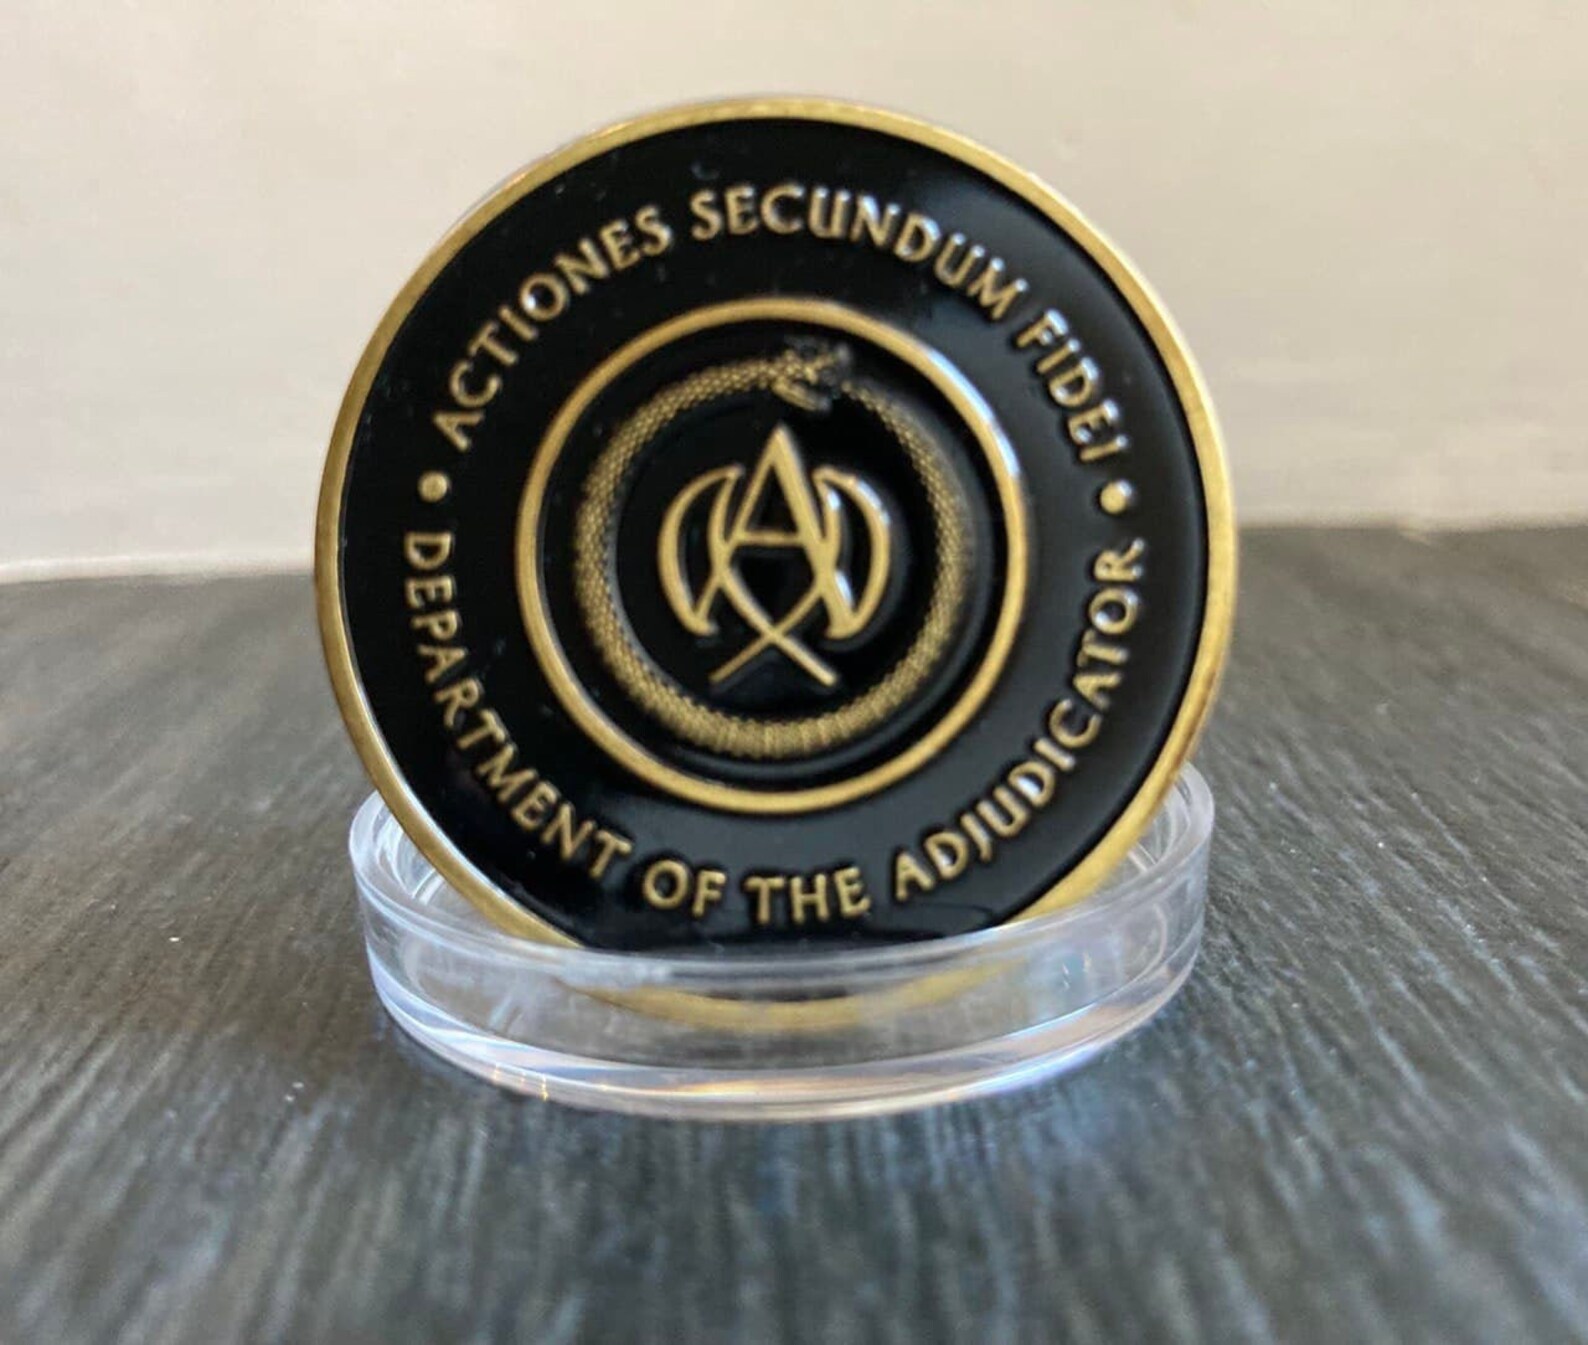 ACTIONES SECUNDUM FIDEI
A
DEPARTMENT OF THE ADJUDICATOR